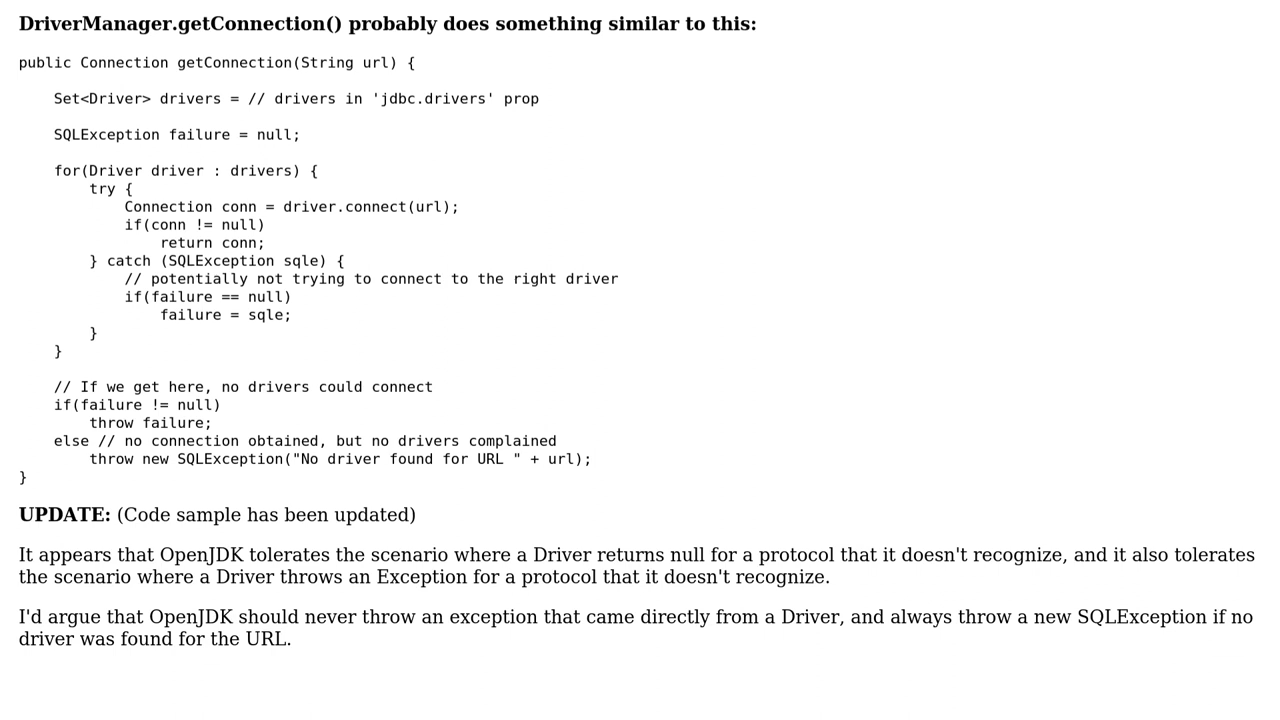 DriverManager.getConnection() probably does something similar to this:
public Connection getConnection(String url) {
    Set<Driver> drivers = // drivers in 'jdbc.drivers' prop
    SQLException failure = null;
    for(Driver driver : drivers) {
        try {
            Connection conn = driver.connect(url);
            if(conn != null)
                return conn;
        } catch (SQLException sqle) {
            // potentially not trying to connect to the right driver
            if(failure == null)
                failure = sqle;
        }
    }
    // If we get here, no drivers could connect
    if(failure != null)
        throw failure;
    else // no connection obtained, but no drivers complained
        throw new SQLException("No driver found for URL " + url);
}
UPDATE: (Code sample has been updated)
It appears that OpenJDK tolerates the scenario where a Driver returns null for a protocol that it doesn't recognize, and it also tolerates
the scenario where a Driver throws an Exception for a protocol that it doesn't recognize.
I'd argue that OpenJDK should never throw an exception that came directly from a Driver, and always throw a new SQLException if no
driver was found for the URL.